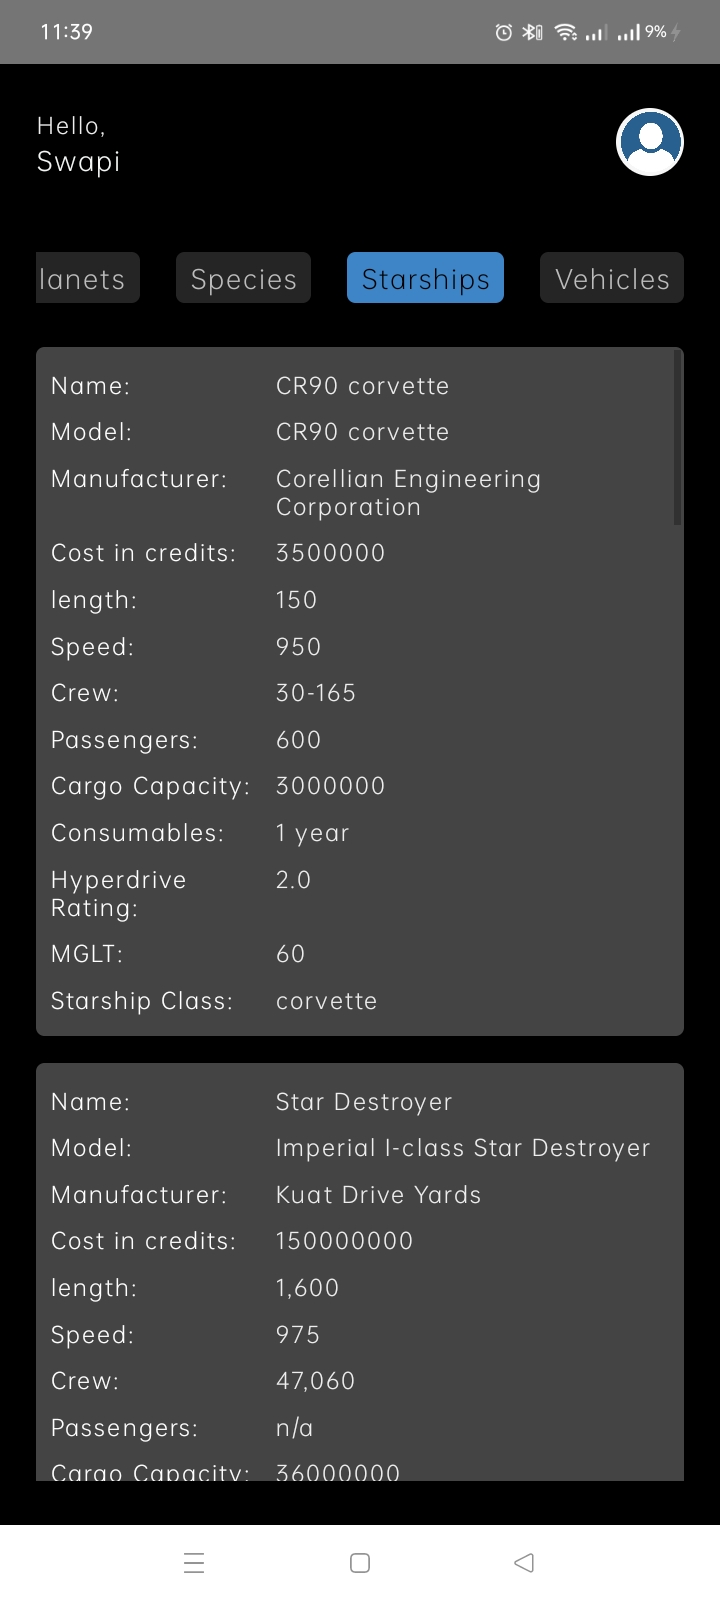 11:39 9%
Hello,
Swapi
lanets Species Starships Vehicles
Name: CR90 corvette
Model: CR90 corvette
Manufacturer: Corellian Engineering
Corporation
Cost in credits: 3500000
length: 150
Speed: 950
Crew: 30-165
Passengers: 600
Cargo Capacity: 3000000
Consumables: 1 year
Hyperdrive 2.0
Rating:
MGLT: 60
Starship Class: corvette
Name: Star Destroyer
Model: Imperial I-class Star Destroyer
Manufacturer: Kuat Drive Yards
Cost in credits: 150000000
length: 1,600
Speed: 975
Crew: 47,060
Passengers: n/a
Cargo Capacity: 36000000